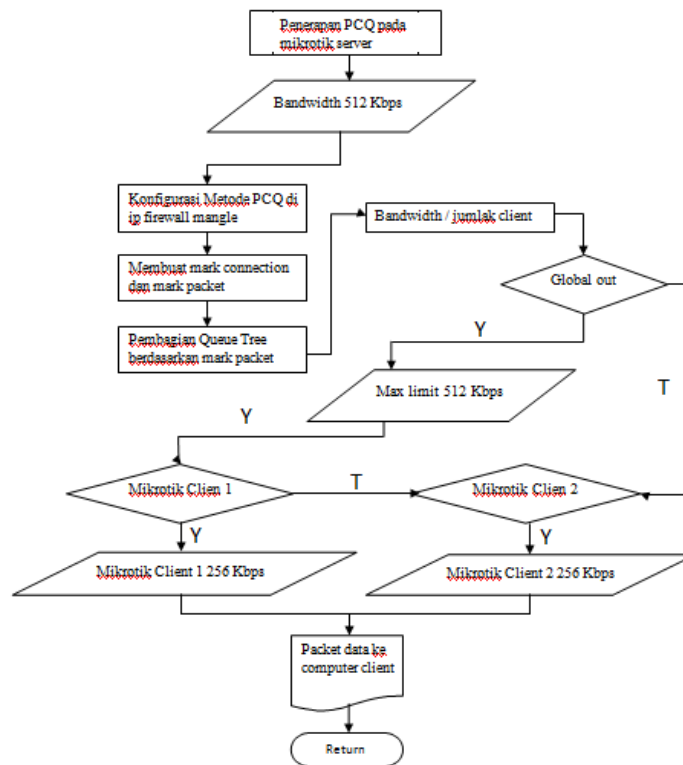 Penerapan PCQ pada
mikrotik server
Bandwidth 512 Kbps
Konfigurasi Metode PCQ di
ip firewall mangle
Bandwidth / jumlak client
Membuat mark connection
dan mark packet
Global out
Pembagian Queue Tree
berdasarkan mark packet
Y
Max limit 512 Kbps
T
Y
Mikrotik Clien 1
T
Mikrotik Clien 2
Y
Y
Mikrotik Client 1 256 Kbps
Mikrotik Client 2 256 Kbps
Packet data ke
computer client
Return